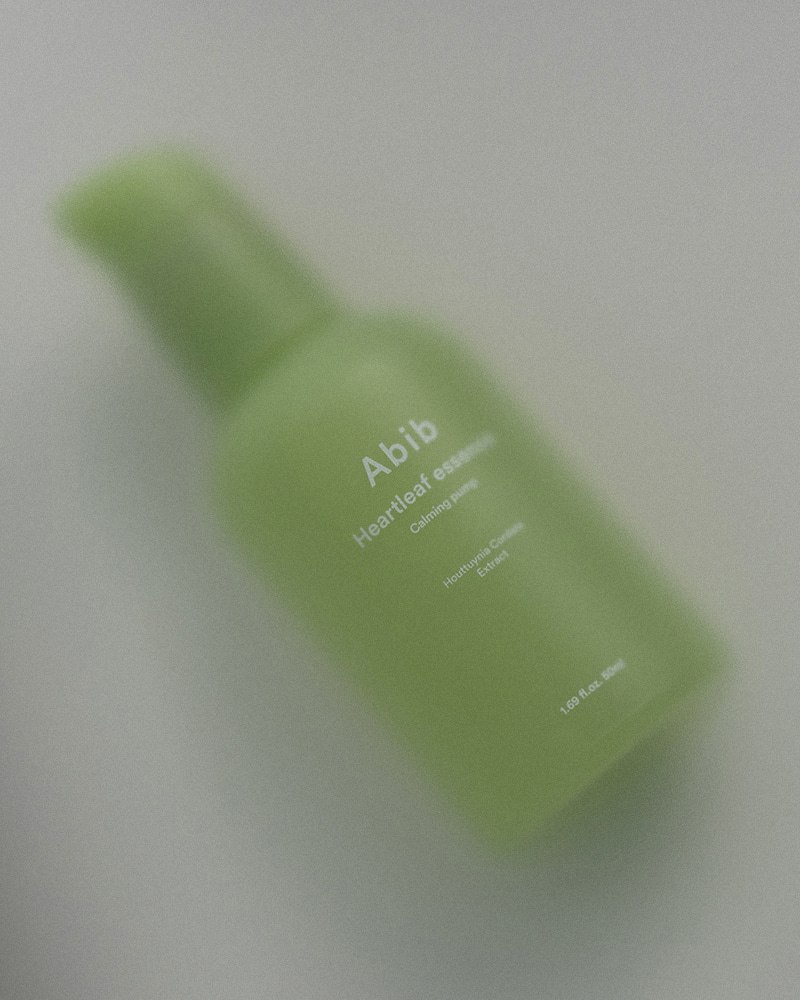 Abib
Heartleaf essence
Calming pump
Houttuynia Cordata
Extract
1.69 fl.oz. 50ml